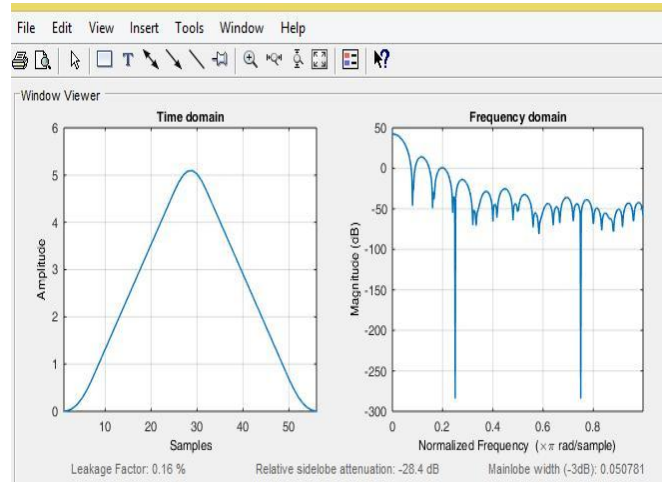 File Edit View Insert Tools Window Help
T
Window Viewer
Time domain
6
5
4
3
2
1
0
Amplitude
10 20 30 40 50
Samples
Frequency domain
50
0
-50
-100
-150
-200
-250
-300
Magnitude (dB)
0 0.2 0.4 0.6 0.8
Normalized Frequency (×π rad/sample)
Leakage Factor: 0.16 % Relative sidelobe attenuation: -28.4 dB Mainlobe width (-3dB): 0.050781